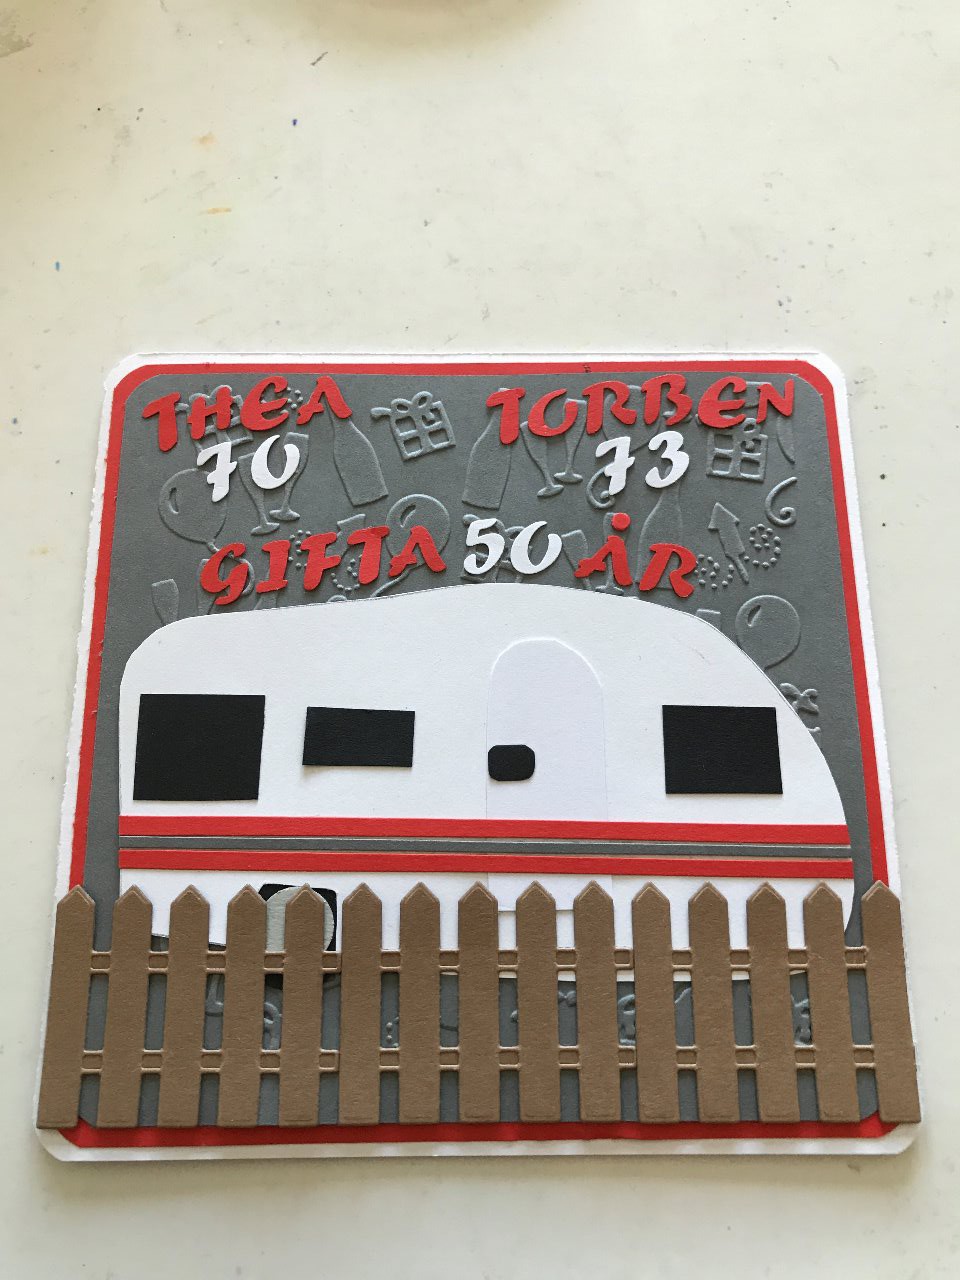 THEA TORBEN
70 73
GIFTA 50 ÅR